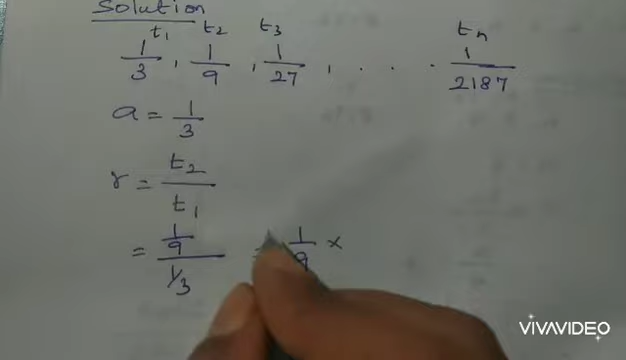 Solution
t₁ t₂ t₃ tₙ
1/3, 1/9, 1/27, . . . . 1/2187
a = 1/3
r = t₂/t₁
= (1/9)/(1/3) = 1/9 ×
VIVAVIDEO